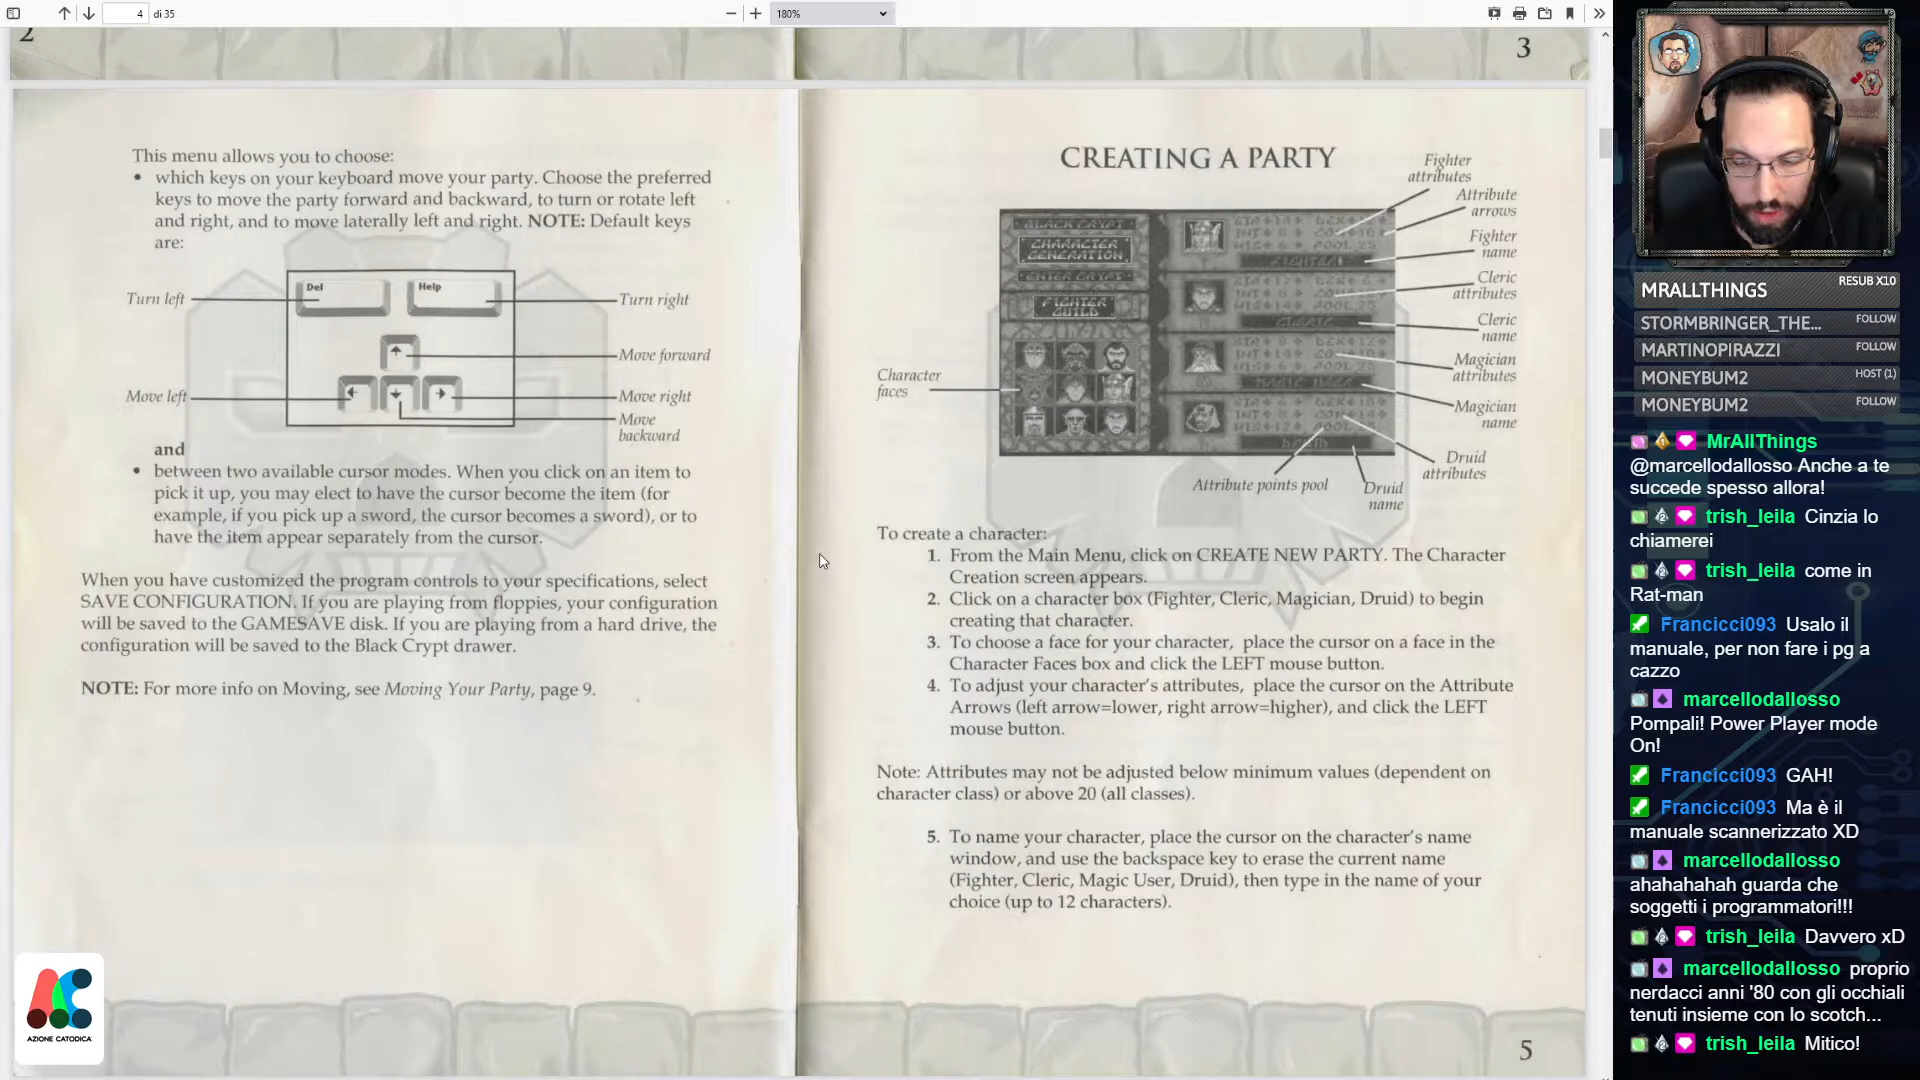 4
di 35
180%
2
3
This menu allows you to choose:
• which keys on your keyboard move your party. Choose the preferred
keys to move the party forward and backward, to turn or rotate left
and right, and to move laterally left and right. NOTE: Default keys
are:
Del
Help
Turn left
Turn right
Move forward
Move left
Move right
Move
backward
and
• between two available cursor modes. When you click on an item to
pick it up, you may elect to have the cursor become the item (for
example, if you pick up a sword, the cursor becomes a sword), or to
have the item appear separately from the cursor.
When you have customized the program controls to your specifications, select
SAVE CONFIGURATION. If you are playing from floppies, your configuration
will be saved to the GAMESAVE disk. If you are playing from a hard drive, the
configuration will be saved to the Black Crypt drawer.
NOTE: For more info on Moving, see Moving Your Party, page 9.
AZIONE CATODICA
CREATING A PARTY
Fighter
attributes
Attribute
arrows
Fighter
name
Cleric
attributes
Cleric
name
Magician
attributes
Magician
name
Druid
attributes
Druid
name
Attribute points pool
Character
faces
BLACK CRYPT
CHARACTER
GENERATION
ENTER CRYPT
FIGHTER
GUILD
FIGHTER
CLERIC
DRUID
To create a character:
1. From the Main Menu, click on CREATE NEW PARTY. The Character
Creation screen appears.
2. Click on a character box (Fighter, Cleric, Magician, Druid) to begin
creating that character.
3. To choose a face for your character, place the cursor on a face in the
Character Faces box and click the LEFT mouse button.
4. To adjust your character's attributes, place the cursor on the Attribute
Arrows (left arrow=lower, right arrow=higher), and click the LEFT
mouse button.
Note: Attributes may not be adjusted below minimum values (dependent on
character class) or above 20 (all classes).
5. To name your character, place the cursor on the character's name
window, and use the backspace key to erase the current name
(Fighter, Cleric, Magic User, Druid), then type in the name of your
choice (up to 12 characters).
5
MRALLTHINGS RESUB X10
STORMBRINGER_THE... FOLLOW
MARTINOPIRAZZI FOLLOW
MONEYBUM2 HOST (1)
MONEYBUM2 FOLLOW
MrAllThings
@marcellodallosso Anche a te
succede spesso allora!
trish_leila Cinzia lo
chiamerei
trish_leila come in
Rat-man
Francicci093 Usalo il
manuale, per non fare i pg a
cazzo
marcellodallosso
Pompali! Power Player mode
On!
Francicci093 GAH!
Francicci093 Ma è il
manuale scannerizzato XD
marcellodallosso
ahahahahah guarda che
soggetti i programmatori!!!
trish_leila Davvero xD
marcellodallosso proprio
nerdacci anni '80 con gli occhiali
tenuti insieme con lo scotch...
trish_leila Mitico!